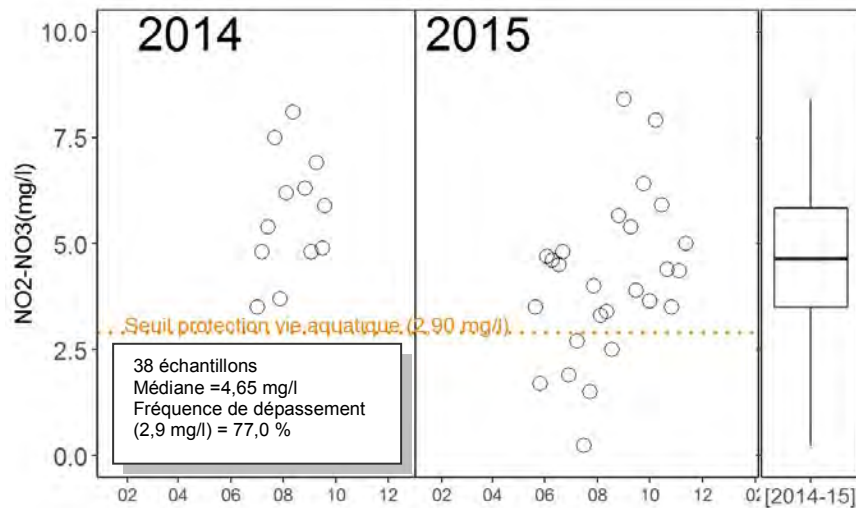 2014
2015
10.0
7.5
5.0
2.5
0.0
NO2-NO3(mg/l)
Seuil protection vie aquatique (2,90 mg/l)
38 échantillons
Médiane =4,65 mg/l
Fréquence de dépassement
(2,9 mg/l) = 77,0 %
02 04 06 08 10 12 02 04 06 08 10 12 [2014-15]